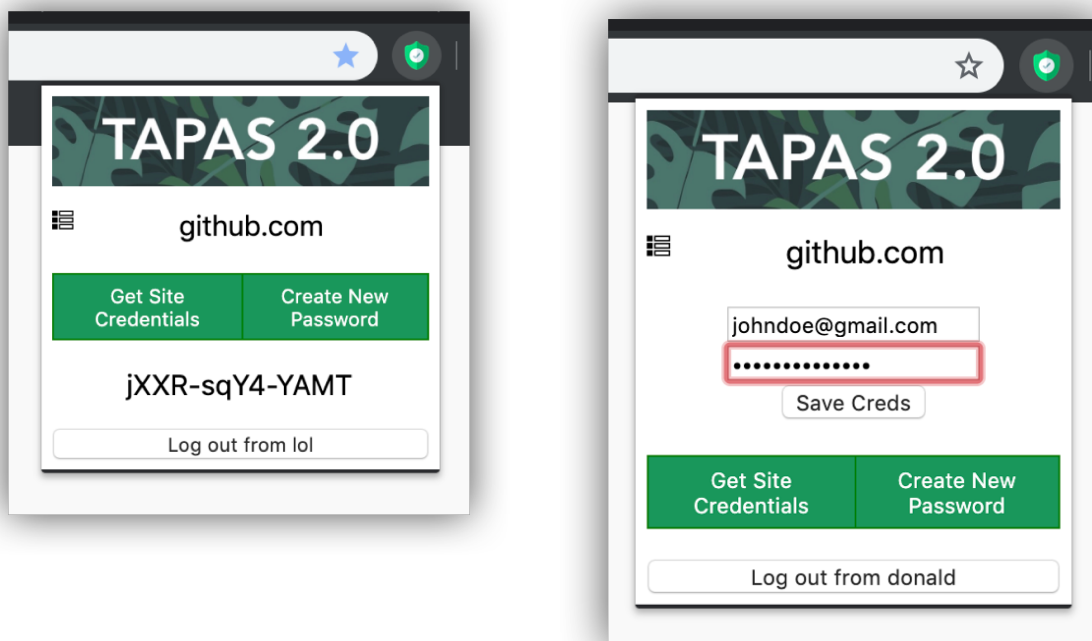 TAPAS 2.0
github.com
Get Site Credentials
Create New Password
jXXR-sqY4-YAMT
Log out from lol
TAPAS 2.0
github.com
johndoe@gmail.com
••••••••••••••
Save Creds
Get Site Credentials
Create New Password
Log out from donald